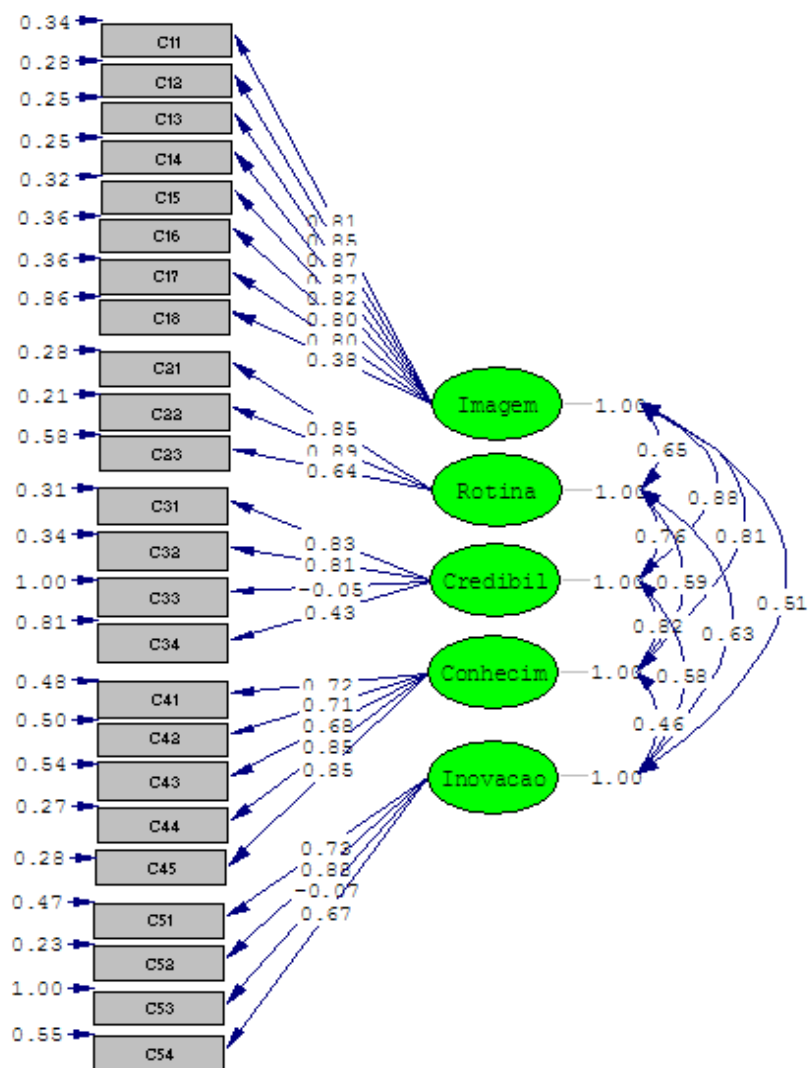 0.34
C11
0.28
C12
0.25
C13
0.25
C14
0.32
C15
0.36
C16
0.36
C17
0.86
C18
0.28
C21
0.21
C22
0.58
C23
0.31
C31
0.34
C32
1.00
C33
0.81
C34
0.48
C41
0.50
C42
0.54
C43
0.27
C44
0.28
C45
0.47
C51
0.23
C52
1.00
C53
0.55
C54
0.81
0.85
0.87
0.87
0.82
0.80
0.80
0.38
0.85
0.89
0.64
0.83
0.81
-0.05
0.43
0.72
0.71
0.68
0.85
0.85
0.73
0.88
-0.07
0.67
Imagem 1.00
Rotina 1.00
Credibil 1.00
Conhecim 1.00
Inovacao 1.00
0.65
0.88
0.76
0.81
0.59
0.51
0.82
0.63
0.58
0.46